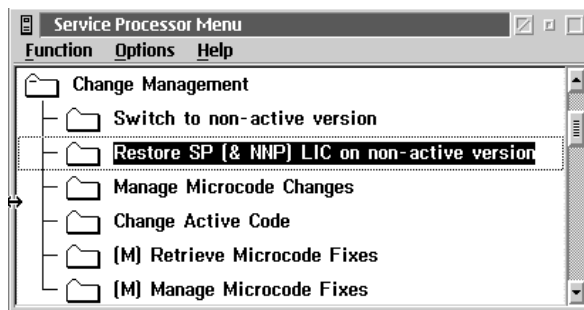 Service Processor Menu
Function Options Help
Change Management
Switch to non-active version
Restore SP (& NNP) LIC on non-active version
Manage Microcode Changes
Change Active Code
(M) Retrieve Microcode Fixes
(M) Manage Microcode Fixes